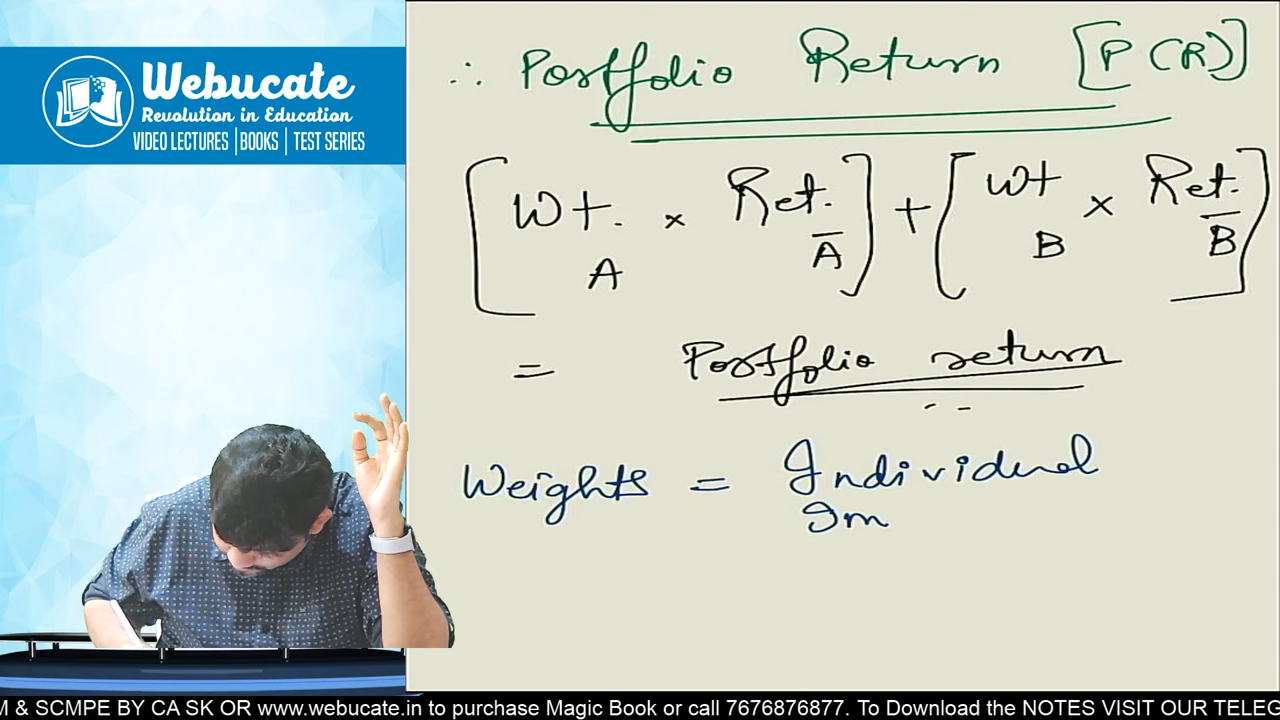 Webucate
Revolution in Education
VIDEO LECTURES | BOOKS | TEST SERIES
∴ Portfolio Return [P(R)]
[Wt. A × Ret. A] + [Wt B × Ret. B]
= Portfolio return
Weights = Individual
Im
M & SCMPE BY CA SK OR www.webucate.in to purchase Magic Book or call 7676876877. To Download the NOTES VISIT OUR TELEG